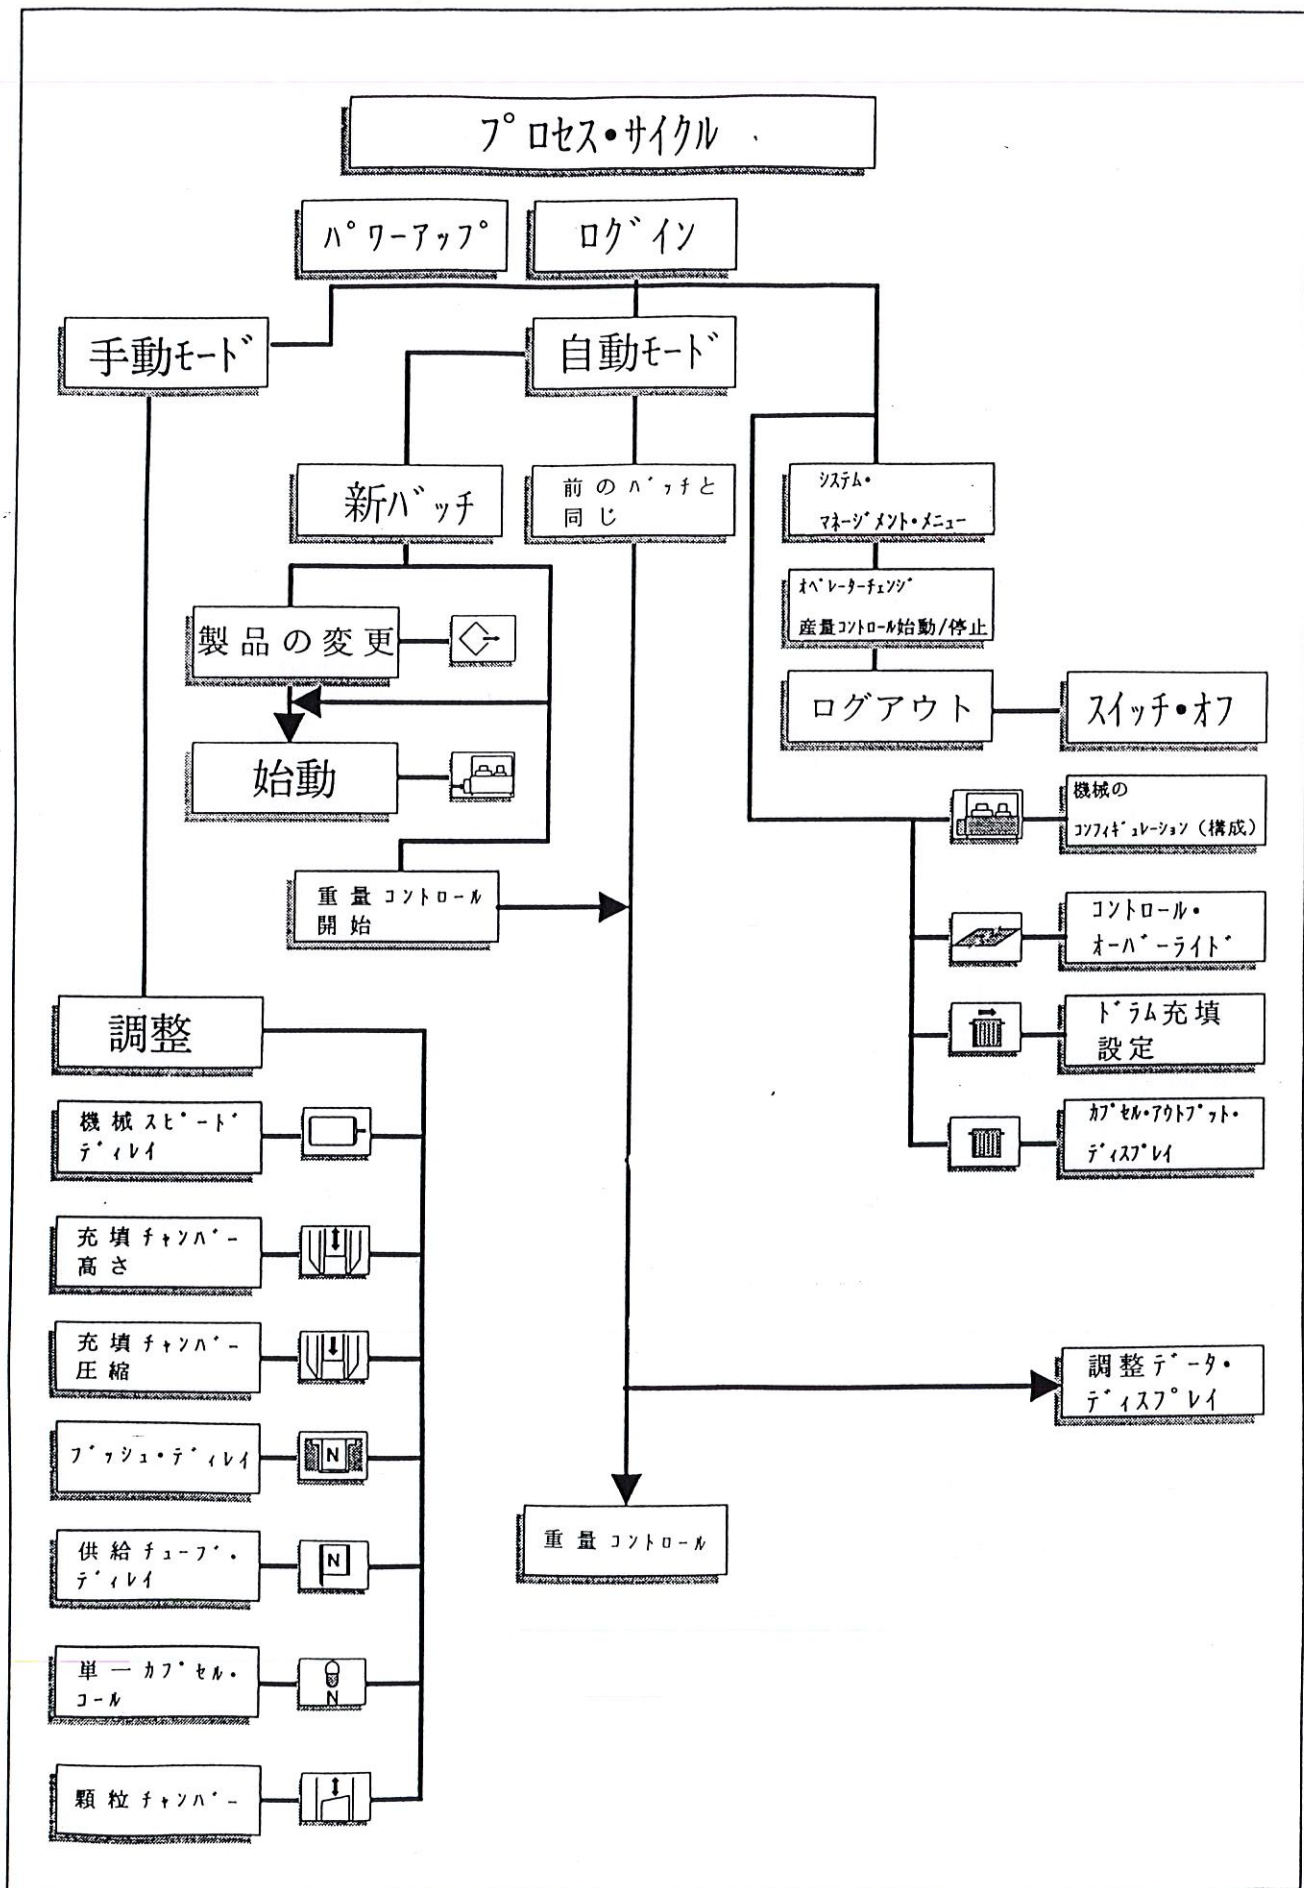 プロセス・サイクル
パワーアップ
ログイン
手動モード
自動モード
新バッチ
前のバッチと
同じ
システム・
マネージメント・メニュー
オペレーターチェンジ
産量コントロール始動/停止
製品の変更
ログアウト
スイッチ・オフ
始動
機械の
コンフィギュレーション（構成）
重量コントロール
開始
コントロール・
オーバーライド
調整
ドラム充填
設定
機械スピード
ディレイ
カプセル・アウトプット・
ディスプレイ
充填チャンバー
高さ
充填チャンバー
圧縮
調整データ・
ディスプレイ
ブッシュ・ディレイ
N
重量コントロール
供給チューブ・
ディレイ
N
単一カプセル・
コール
N
顆粒チャンバー